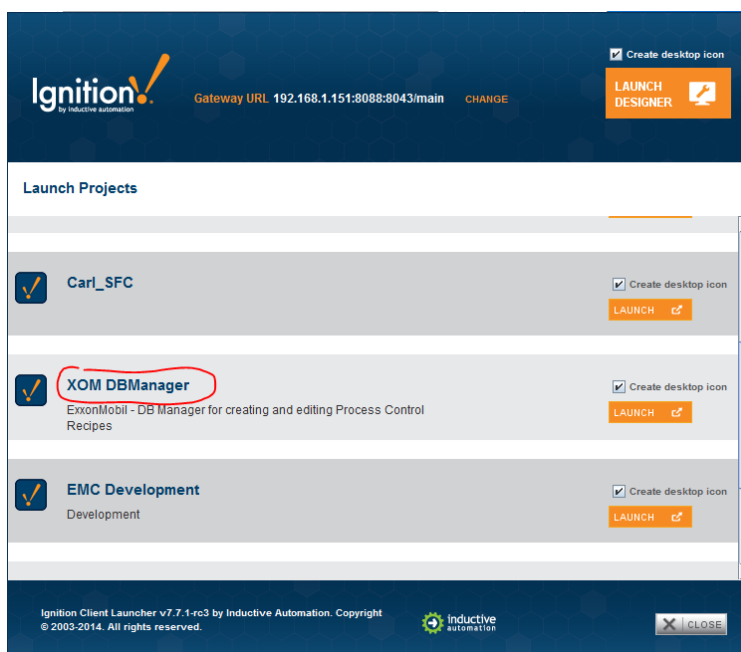 Create desktop icon
Ignition!
by inductive automation
Gateway URL 192.168.1.151:8088:8043/main CHANGE
LAUNCH
DESIGNER
Launch Projects
Carl_SFC
Create desktop icon
LAUNCH
XOM DBManager
Create desktop icon
ExxonMobil - DB Manager for creating and editing Process Control
Recipes
LAUNCH
EMC Development
Create desktop icon
Development
LAUNCH
Ignition Client Launcher v7.7.1-rc3 by Inductive Automation. Copyright
© 2003-2014. All rights reserved.
inductive
automation
CLOSE